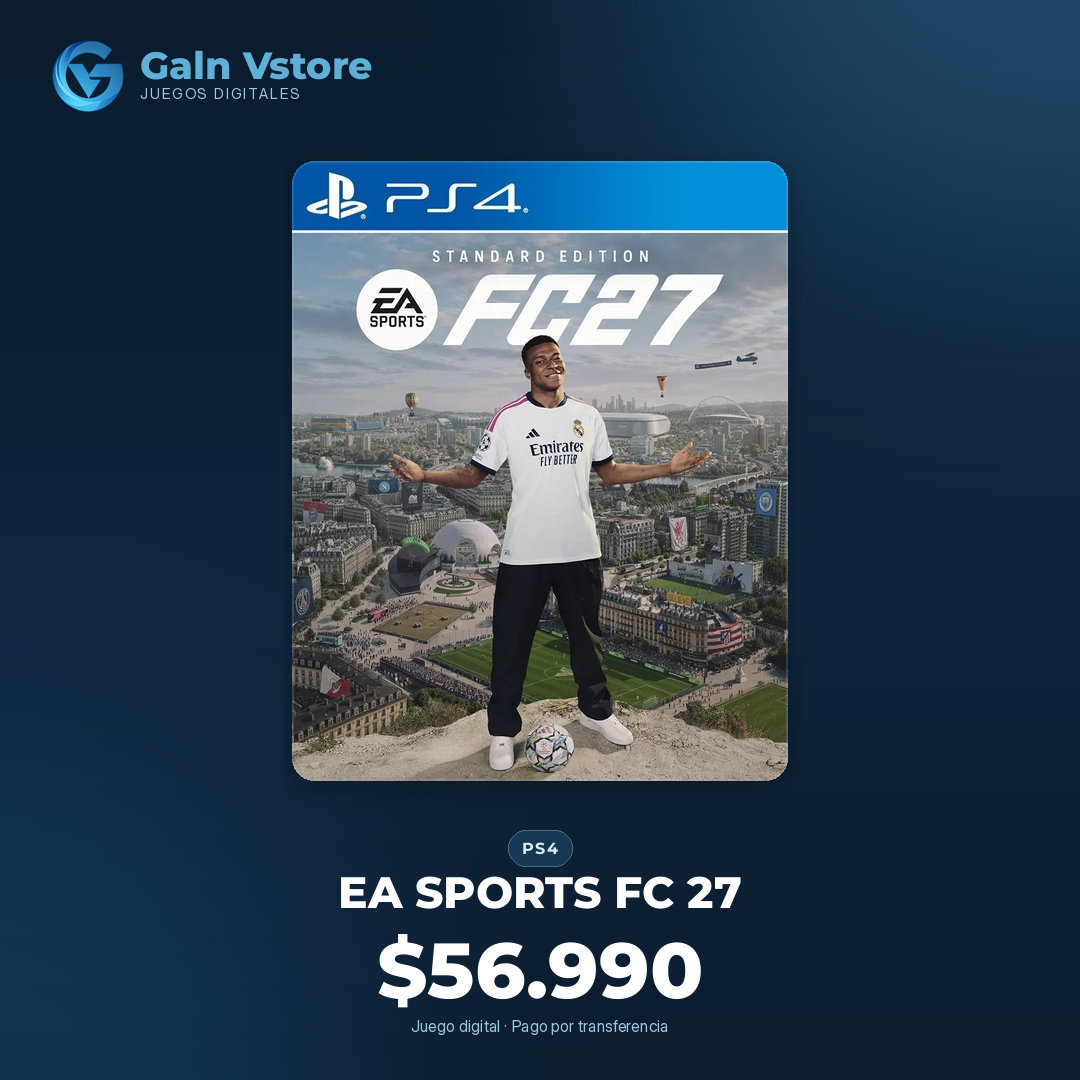 GaIn Vstore
JUEGOS DIGITALES
PS4
STANDARD EDITION
EA SPORTS FC27
Emirates
FLY BETTER
PS4
EA SPORTS FC 27
$56.990
Juego digital · Pago por transferencia